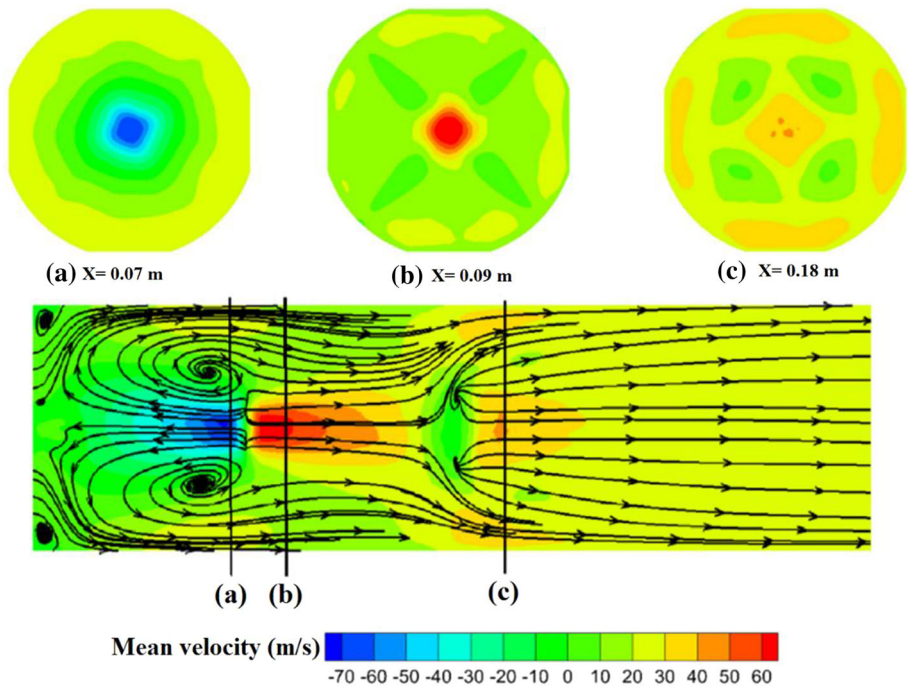 (a) X= 0.07 m
(b) X= 0.09 m
(c) X= 0.18 m
(a) (b) (c)
Mean velocity (m/s)
-70 -60 -50 -40 -30 -20 -10 0 10 20 30 40 50 60